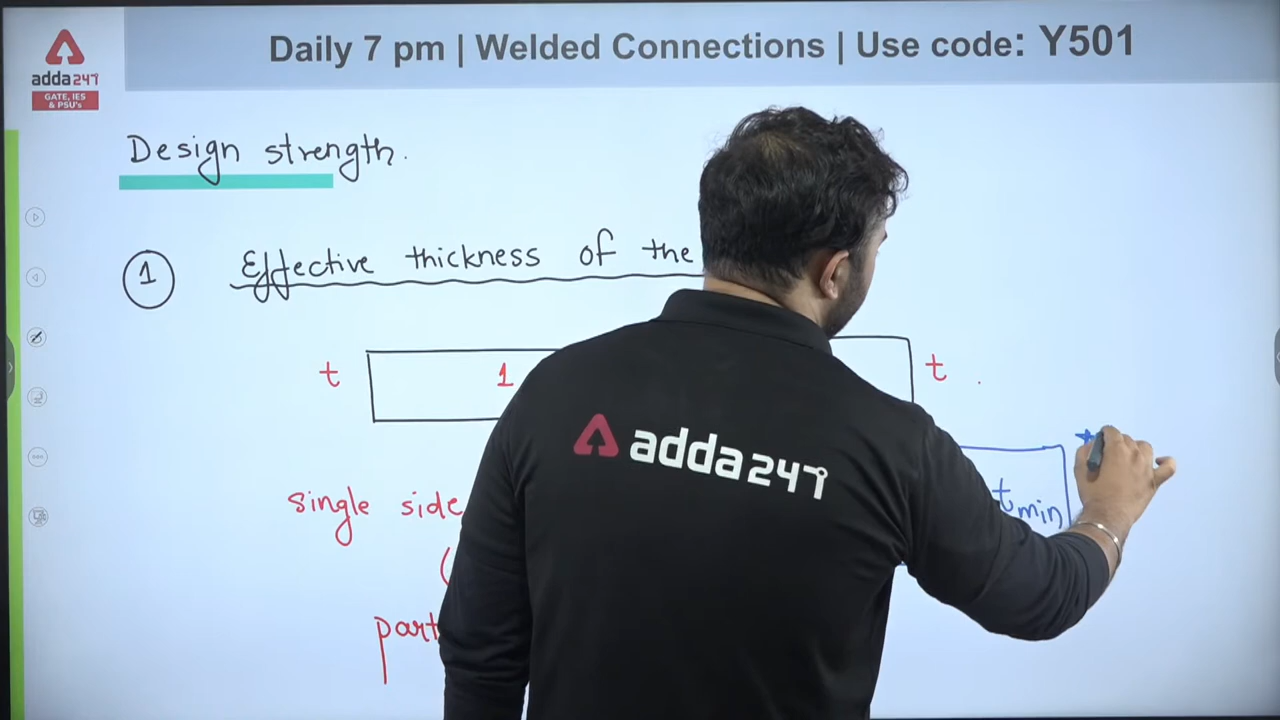 Daily 7 pm | Welded Connections | Use code: Y501
adda247
GATE, IES
& PSU's
Design strength.
1 Effective thickness of the
t 1 t .
single side
(
part
tmin
adda247